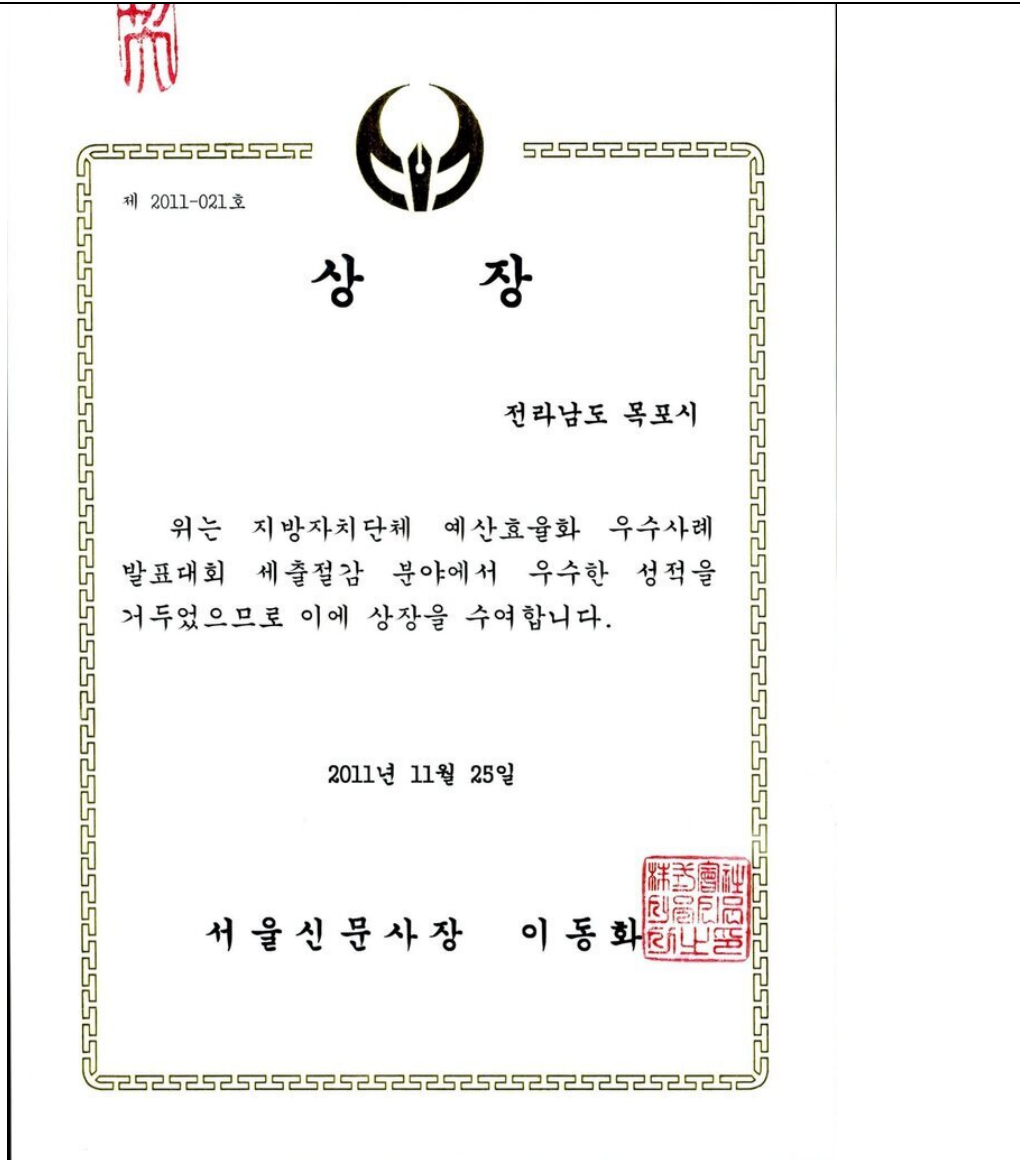 제 2011-021호
상 장
전라남도 목포시
위는 지방자치단체 예산효율화 우수사례
발표대회 세출절감 분야에서 우수한 성적을
거두었으므로 이에 상장을 수여합니다.
2011년 11월 25일
서울신문사장 이동화